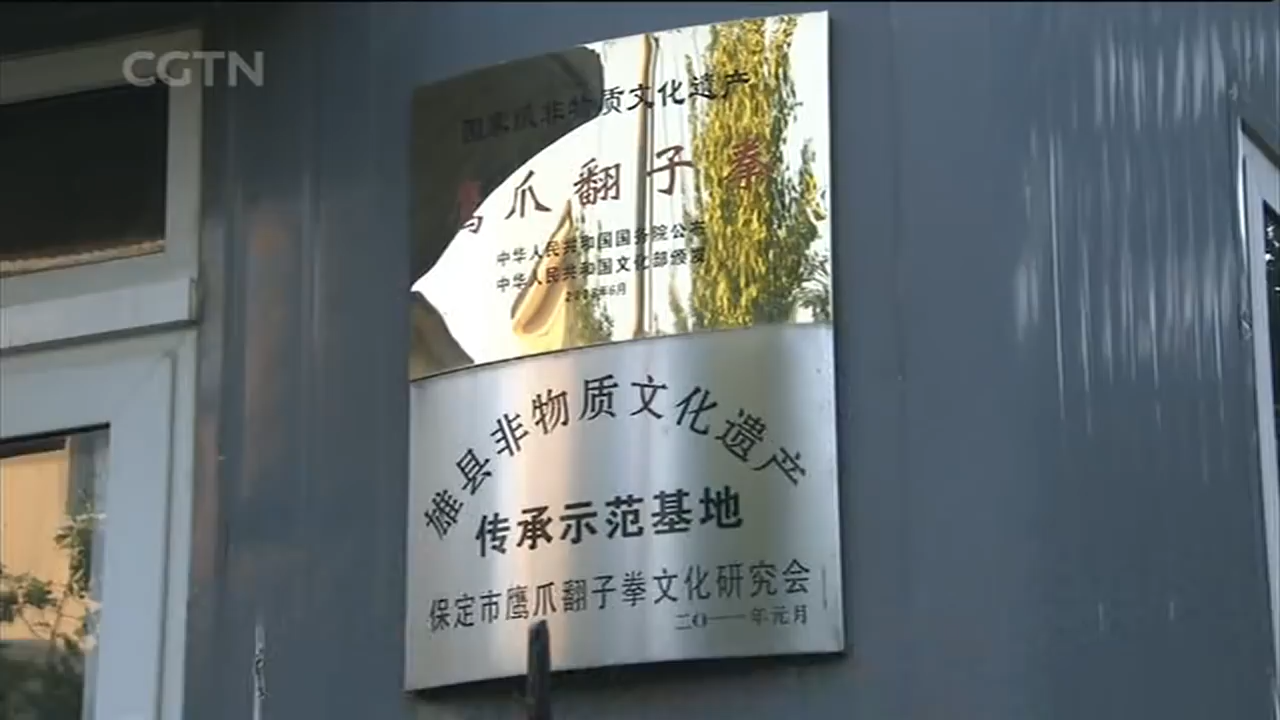 CGTN
国家级非物质文化遗产
鹰爪翻子拳
中华人民共和国国务院公布
中华人民共和国文化部颁发
雄县非物质文化遗产
传承示范基地
保定市鹰爪翻子拳文化研究会
二〇一一年元月